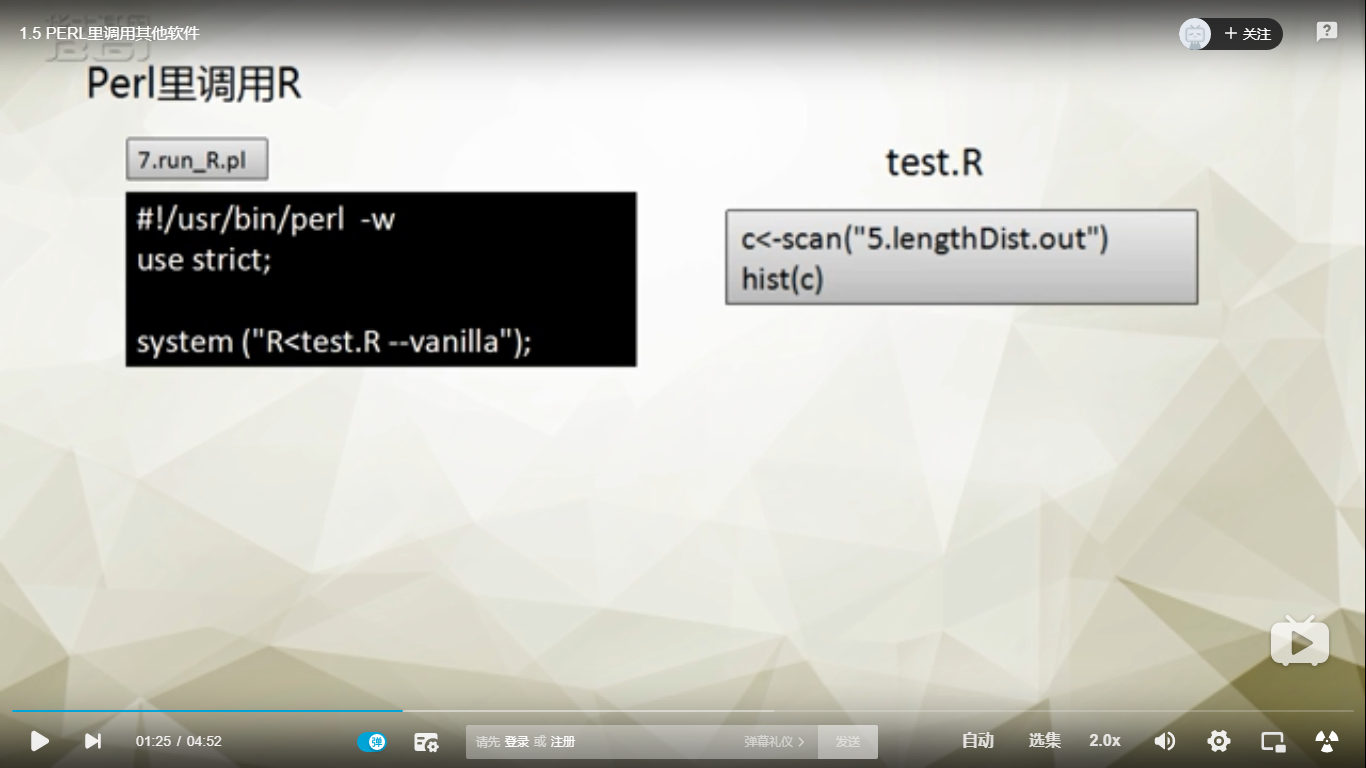 1.5 PERL里调用其他软件
+ 关注
?
Perl里调用R
7.run_R.pl
#!/usr/bin/perl -w
use strict;
system ("R<test.R --vanilla");
test.R
c<-scan("5.lengthDist.out")
hist(c)
01:25 / 04:52
弹
请先 登录 或 注册
弹幕礼仪 >
发送
自动
选集
2.0x